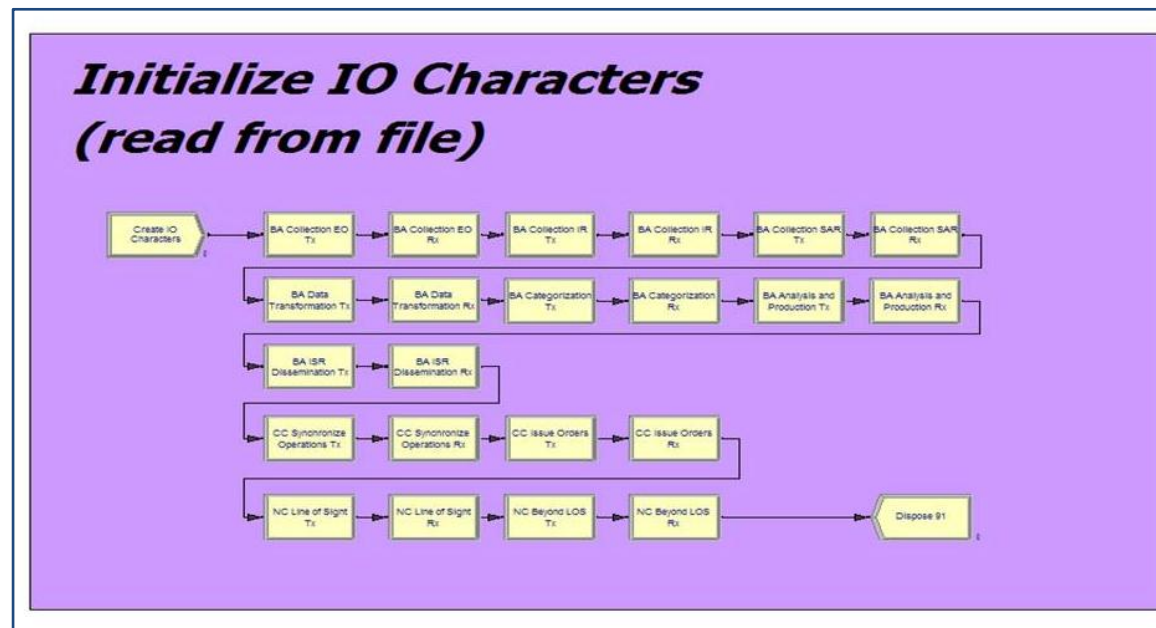 Initialize IO Characters
(read from file)
Create IO
Characters
BA Collection EO
Tx
BA Collection EO
Rx
BA Collection IR
Tx
BA Collection IR
Rx
BA Collection SAR
Tx
BA Collection SAR
Rx
BA Data
Transformation Tx
BA Data
Transformation Rx
BA Categorization
Tx
BA Categorization
Rx
BA Analysis and
Production Tx
BA Analysis and
Production Rx
BA ISR
Dissemination Tx
BA ISR
Dissemination Rx
CC Synchronize
Operations Tx
CC Synchronize
Operations Rx
CC Issue Orders
Tx
CC Issue Orders
Rx
NC Line of Sight
Tx
NC Line of Sight
Rx
NC Beyond LOS
Tx
NC Beyond LOS
Rx
Dispose 91